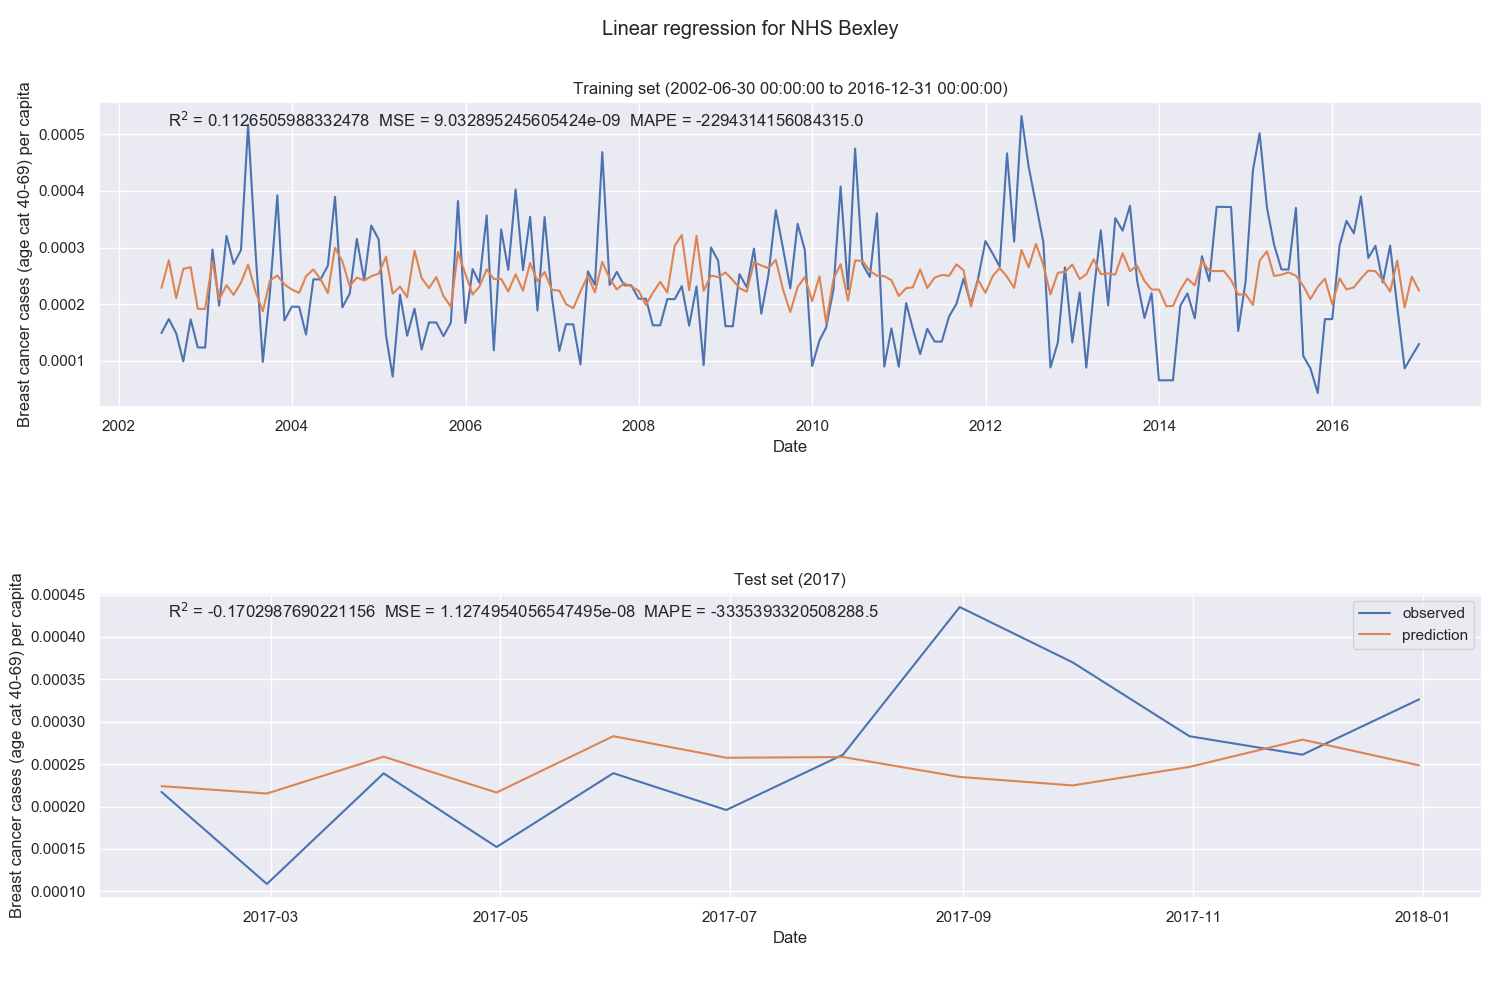 Linear regression for NHS Bexley
Training set (2002-06-30 00:00:00 to 2016-12-31 00:00:00)
R² = 0.1126505988332478 MSE = 9.032895245605424e-09 MAPE = -2294314156084315.0
Breast cancer cases (age cat 40-69) per capita
0.0005
0.0004
0.0003
0.0002
0.0001
2002 2004 2006 2008 2010 2012 2014 2016
Date
Test set (2017)
R² = -0.1702987690221156 MSE = 1.1274954056547495e-08 MAPE = -3335393320508288.5
observed
prediction
Breast cancer cases (age cat 40-69) per capita
0.00045
0.00040
0.00035
0.00030
0.00025
0.00020
0.00015
0.00010
2017-03 2017-05 2017-07 2017-09 2017-11 2018-01
Date